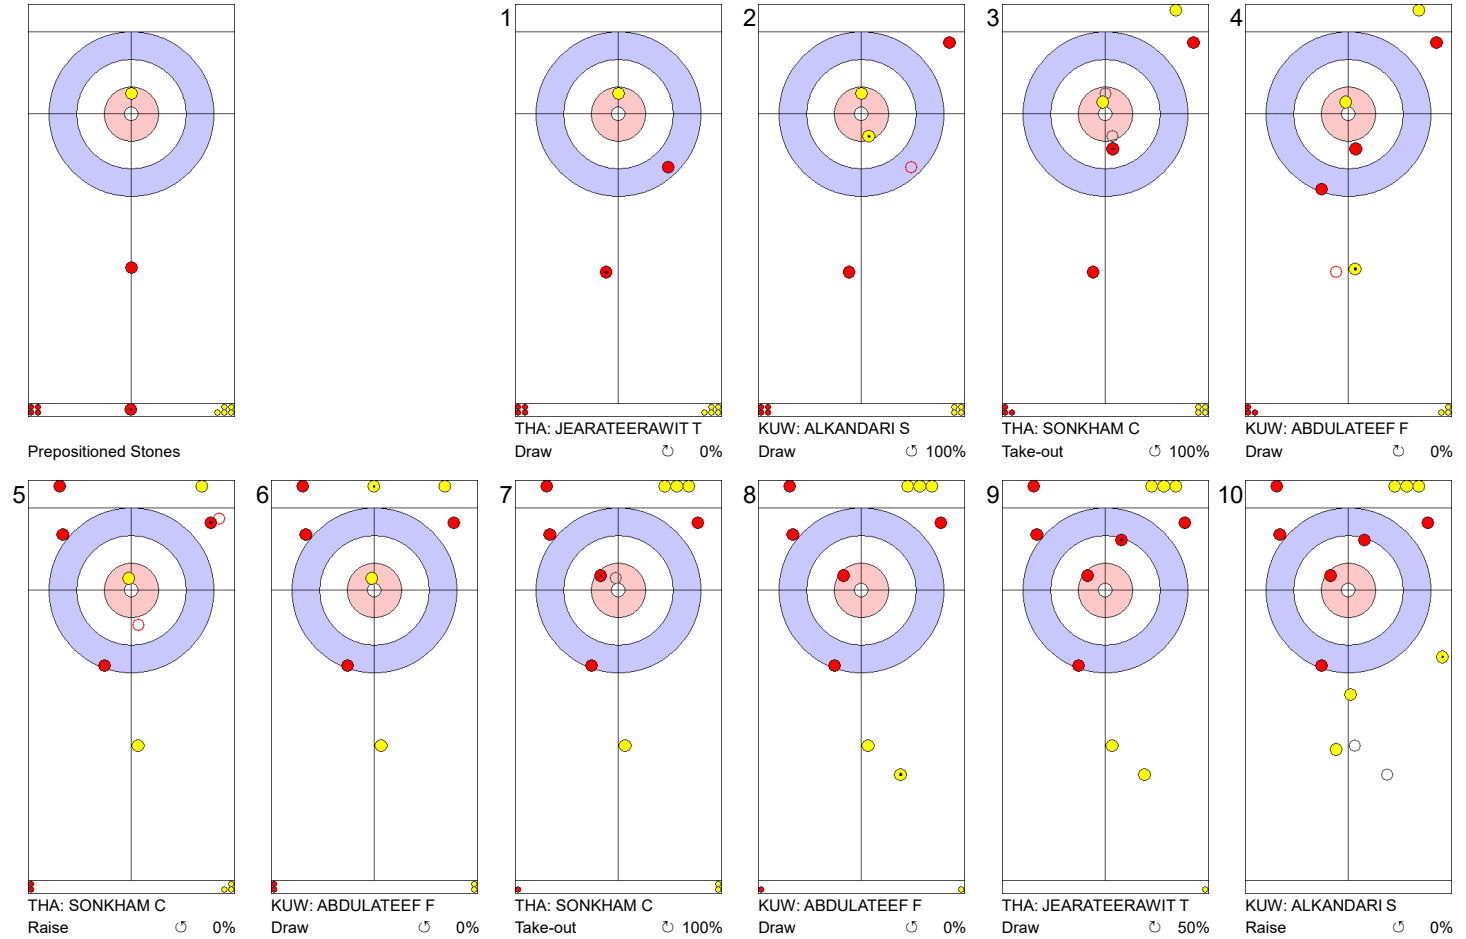 Prepositioned Stones
1
THA: JEARATEERAWIT T
Draw ↻ 0%
2
KUW: ALKANDARI S
Draw ↺ 100%
3
THA: SONKHAM C
Take-out ↺ 100%
4
KUW: ABDULATEEF F
Draw ↺ 0%
5
THA: SONKHAM C
Raise ↺ 0%
6
KUW: ABDULATEEF F
Draw ↺ 0%
7
THA: SONKHAM C
Take-out ↻ 100%
8
KUW: ABDULATEEF F
Draw ↺ 0%
9
THA: JEARATEERAWIT T
Draw ↻ 50%
10
KUW: ALKANDARI S
Raise ↺ 0%